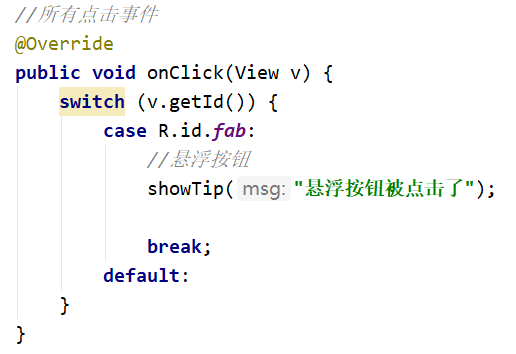 //所有点击事件
@Override
public void onClick(View v) {
    switch (v.getId()) {
        case R.id.fab:
            //悬浮按钮
            showTip( msg: "悬浮按钮被点击了");

            break;
        default:
    }
}